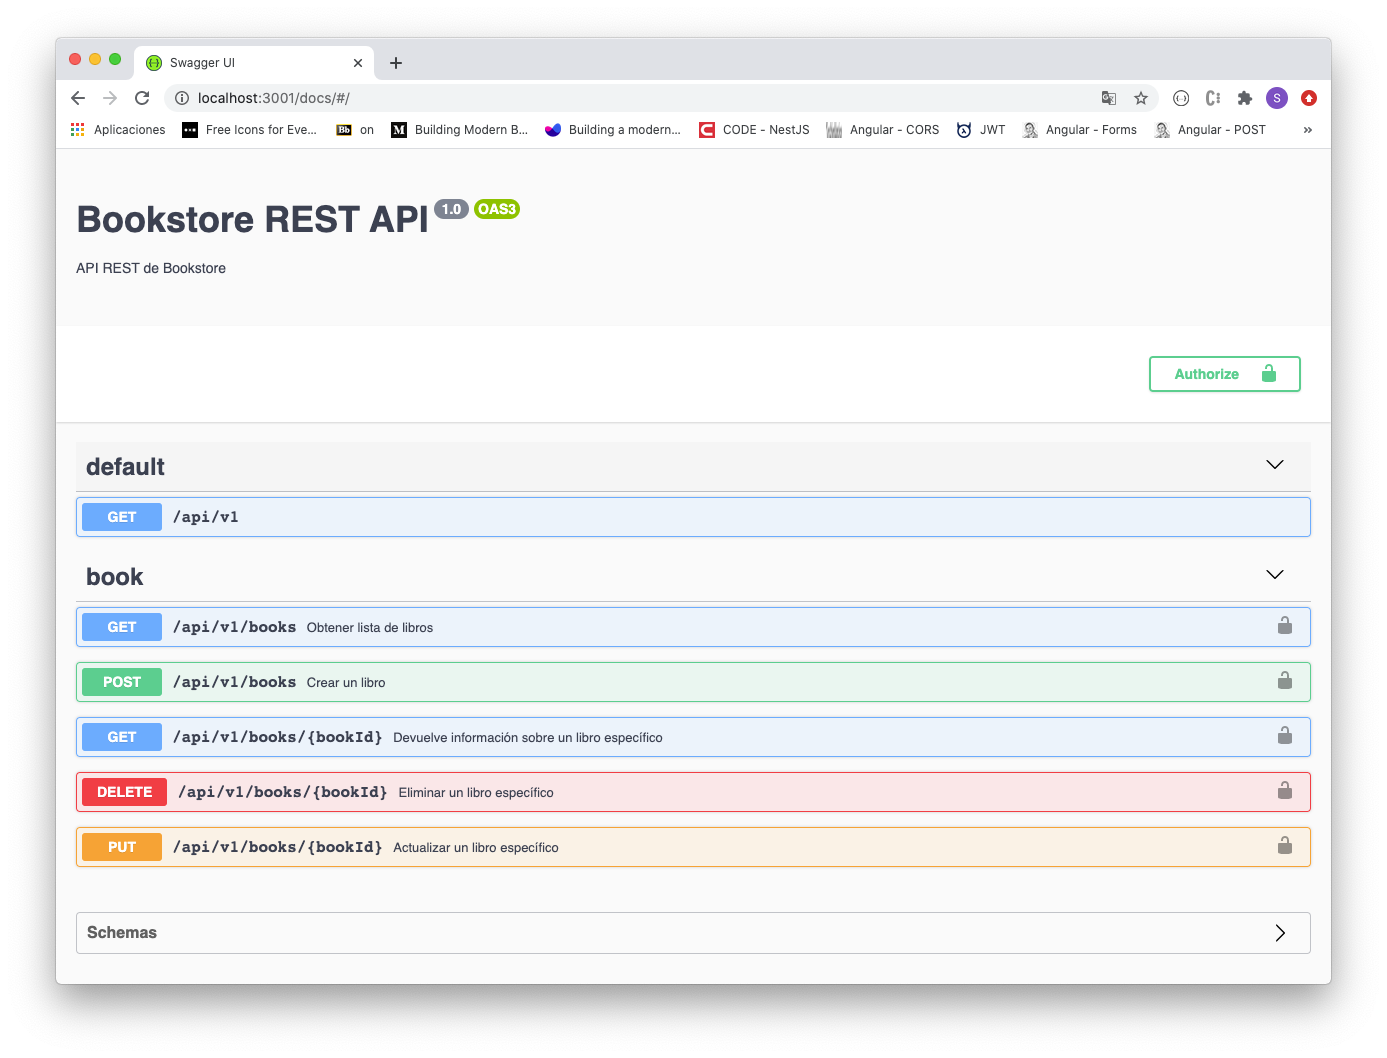 Swagger UI
localhost:3001/docs/#/
S
Aplicaciones
Free Icons for Eve...
Bb on
M Building Modern B...
Building a modern...
CODE - NestJS
Angular - CORS
JWT
Angular - Forms
Angular - POST
»
Bookstore REST API 1.0 OAS3
API REST de Bookstore
Authorize
default
GET /api/v1
book
GET /api/v1/books Obtener lista de libros
POST /api/v1/books Crear un libro
GET /api/v1/books/{bookId} Devuelve información sobre un libro específico
DELETE /api/v1/books/{bookId} Eliminar un libro específico
PUT /api/v1/books/{bookId} Actualizar un libro específico
Schemas